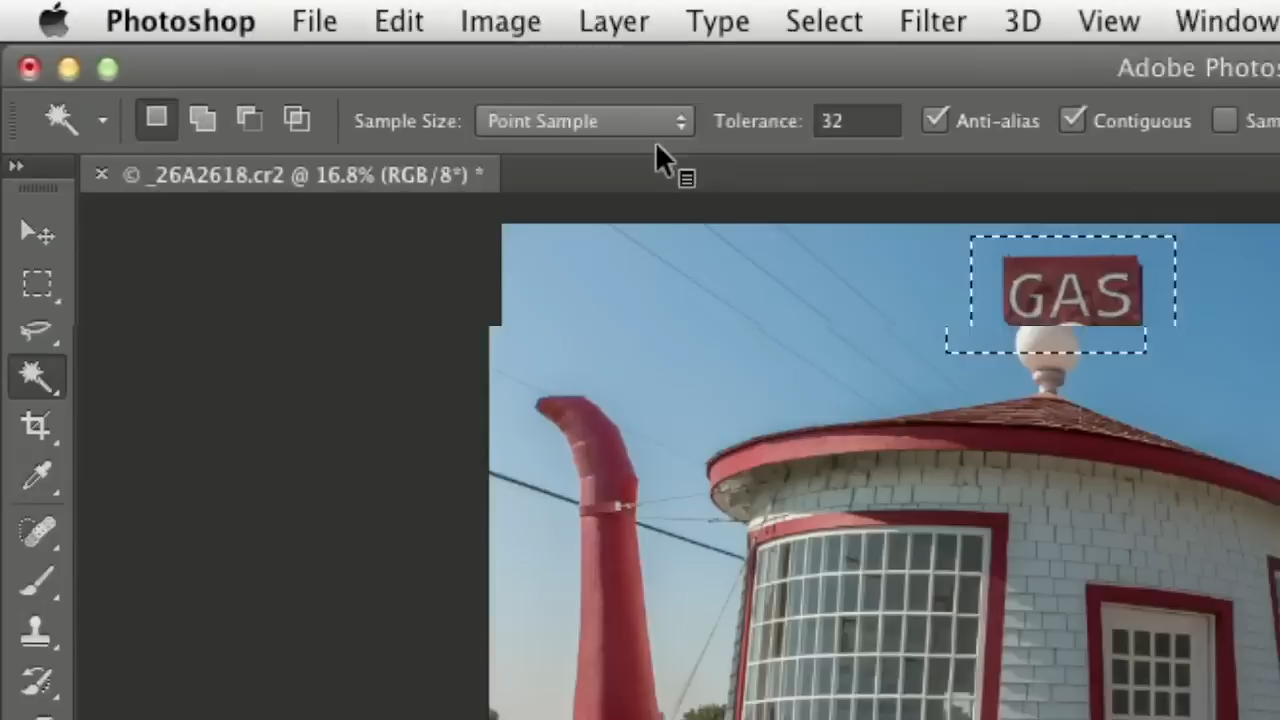 Photoshop File Edit Image Layer Type Select Filter 3D View Window
Adobe Photos
Sample Size: Point Sample Tolerance: 32 Anti-alias Contiguous Sam
× © _26A2618.cr2 @ 16.8% (RGB/8*) *
GAS